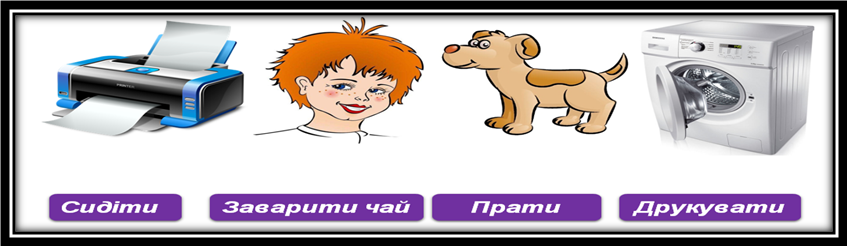 Сидіти
Заварити чай
Прати
Друкувати